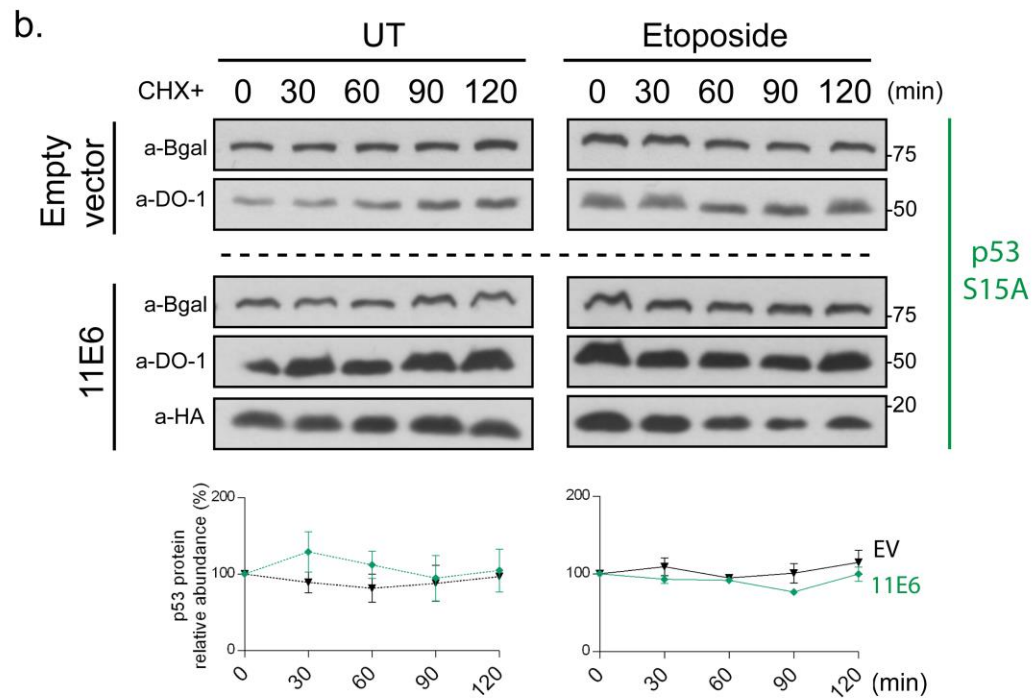 b.
UT Etoposide
CHX+ 0 30 60 90 120 0 30 60 90 120 (min)
Empty vector
a-Bgal -75
a-DO-1 -50
p53
S15A
11E6
a-Bgal -75
a-DO-1 -50
a-HA -20
p53 protein
relative abundance (%)
200 200
100 100
0 0
EV
11E6
0 30 60 90 120 0 30 60 90 120 (min)